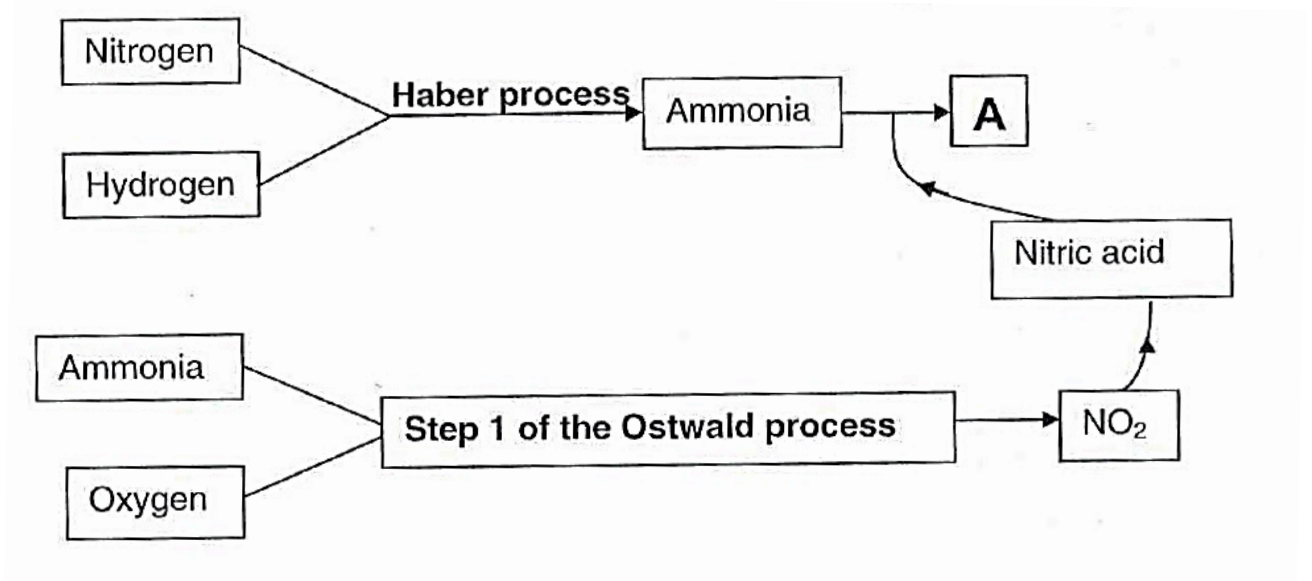 Nitrogen
Haber process
Ammonia
A
Hydrogen
Nitric acid
Ammonia
Step 1 of the Ostwald process
NO₂
Oxygen